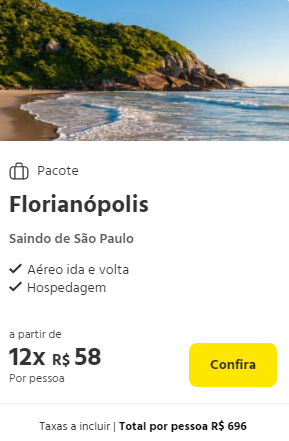 Pacote
Florianópolis
Saindo de São Paulo
Aéreo ida e volta
Hospedagem
a partir de
12x R$ 58
Por pessoa
Confira
Taxas a incluir | Total por pessoa R$ 696